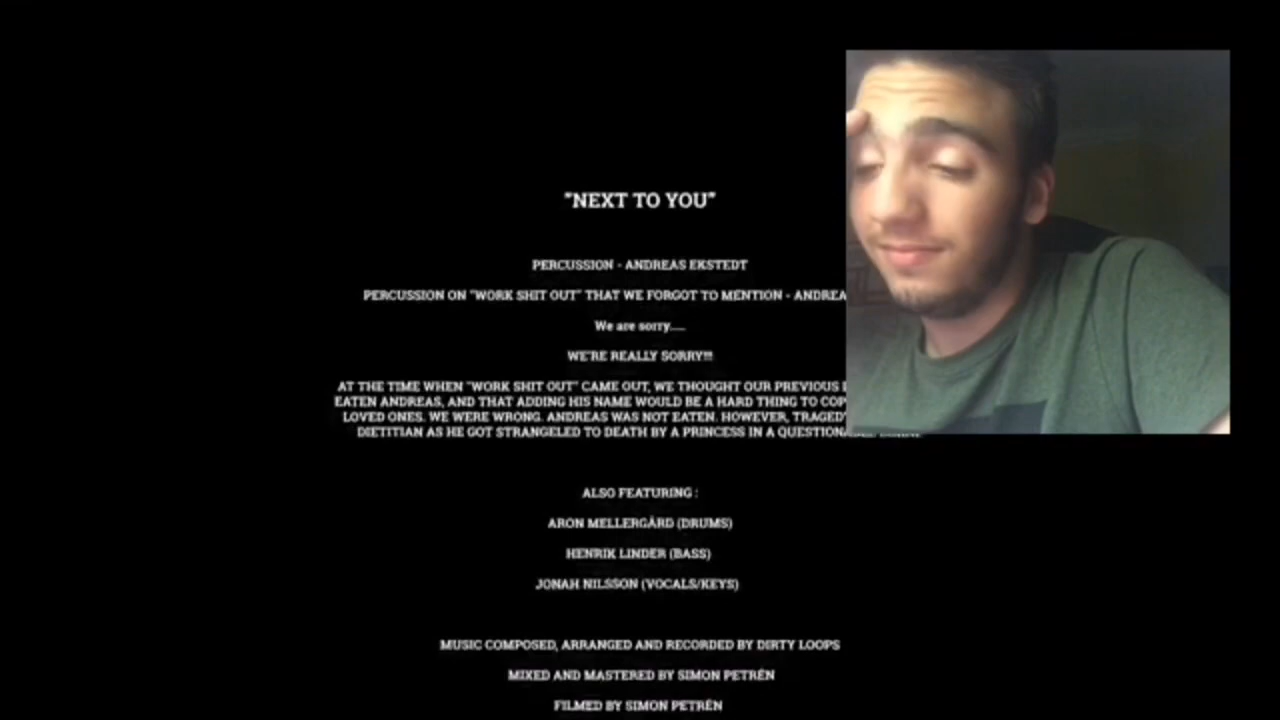 "NEXT TO YOU"
PERCUSSION - ANDREAS EKSTEDT
PERCUSSION ON "WORK SHIT OUT" THAT WE FORGOT TO MENTION - ANDREA
We are sorry.....
WE'RE REALLY SORRY!!!
AT THE TIME WHEN "WORK SHIT OUT" CAME OUT, WE THOUGHT OUR PREVIOUS
EATEN ANDREAS, AND THAT ADDING HIS NAME WOULD BE A HARD THING TO COP
LOVED ONES. WE WERE WRONG. ANDREAS WAS NOT EATEN. HOWEVER, TRAGED
DIETITIAN AS HE GOT STRANGELED TO DEATH BY A PRINCESS IN A
ALSO FEATURING :
ARON MELLERGÅRD (DRUMS)
HENRIK LINDER (BASS)
JONAH NILSSON (VOCALS/KEYS)
MUSIC COMPOSED, ARRANGED AND RECORDED BY DIRTY LOOPS
MIXED AND MASTERED BY SIMON PETRÉN
FILMED BY SIMON PETRÉN